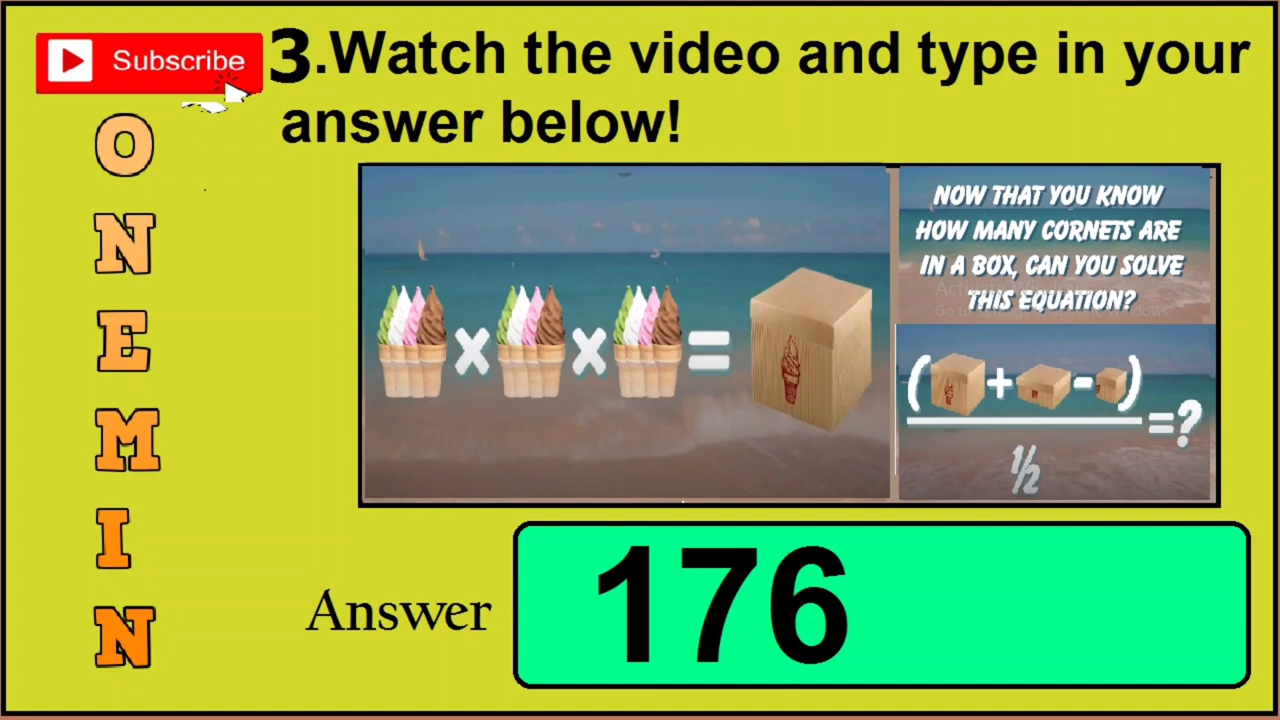 Subscribe
3.Watch the video and type in your
answer below!
O
N
E
M
I
N
NOW THAT YOU KNOW
HOW MANY CORNETS ARE
IN A BOX, CAN YOU SOLVE
THIS EQUATION?
x x =
( + - )
=?
½
Answer
176